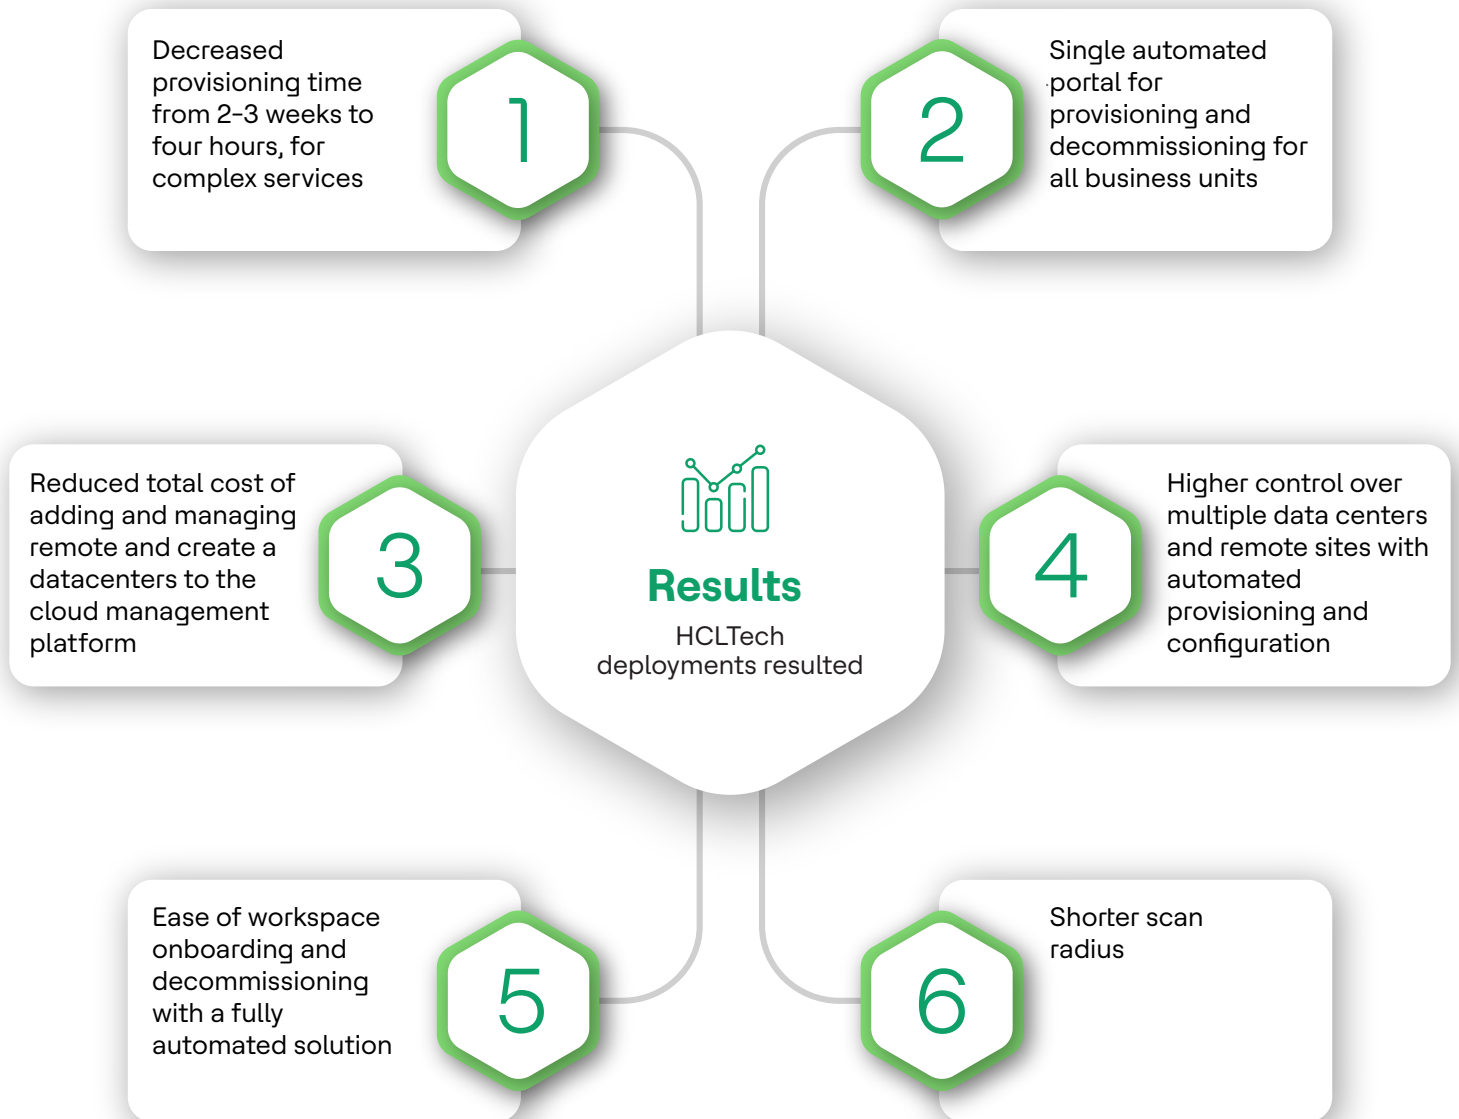 Decreased
provisioning time
from 2-3 weeks to
four hours, for
complex services
1
2
Single automated
portal for
provisioning and
decommissioning for
all business units
Reduced total cost of
adding and managing
remote and create a
datacenters to the
cloud management
platform
3
Results
HCLTech
deployments resulted
4
Higher control over
multiple data centers
and remote sites with
automated
provisioning and
configuration
Ease of workspace
onboarding and
decommissioning
with a fully
automated solution
5
6
Shorter scan
radius